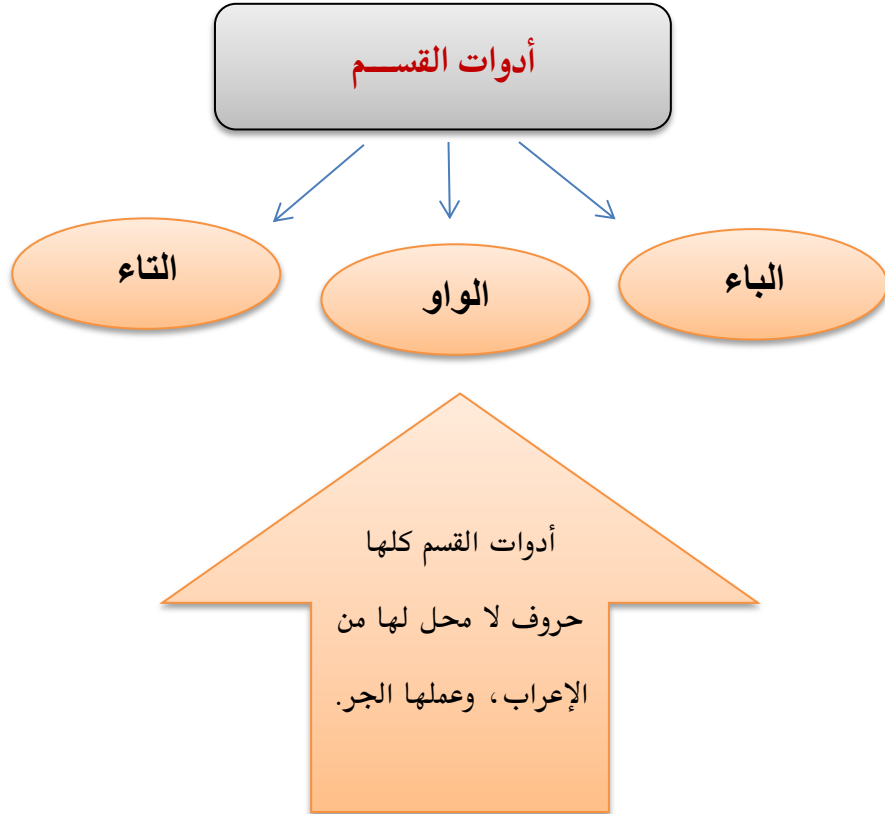 أدوات القســـم
الباء
الواو
التاء
أدوات القسم كلها
حروف لا محل لها من
الإعراب، وعملها الجر.